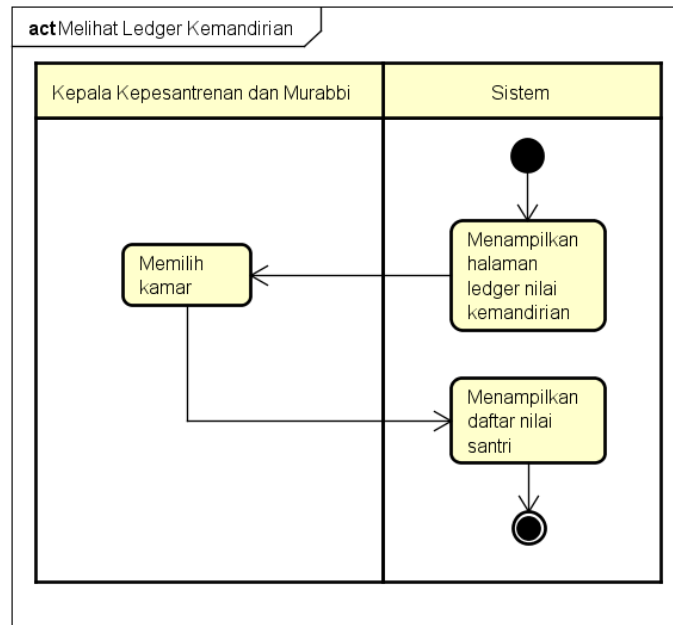 act Melihat Ledger Kemandirian
Kepala Kepesantrenan dan Murabbi
Sistem
Menampilkan
halaman
ledger nilai
kemandirian
Memilih
kamar
Menampilkan
daftar nilai
santri